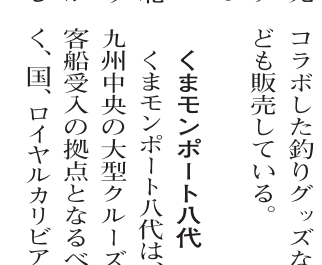 コラボした釣りグッズな
ども販売している。
くまモンポート八代
くまモンポート八代は、
九州中央の大型クルーズ
客船受入の拠点となるべ
く、国、ロイヤルカリビア